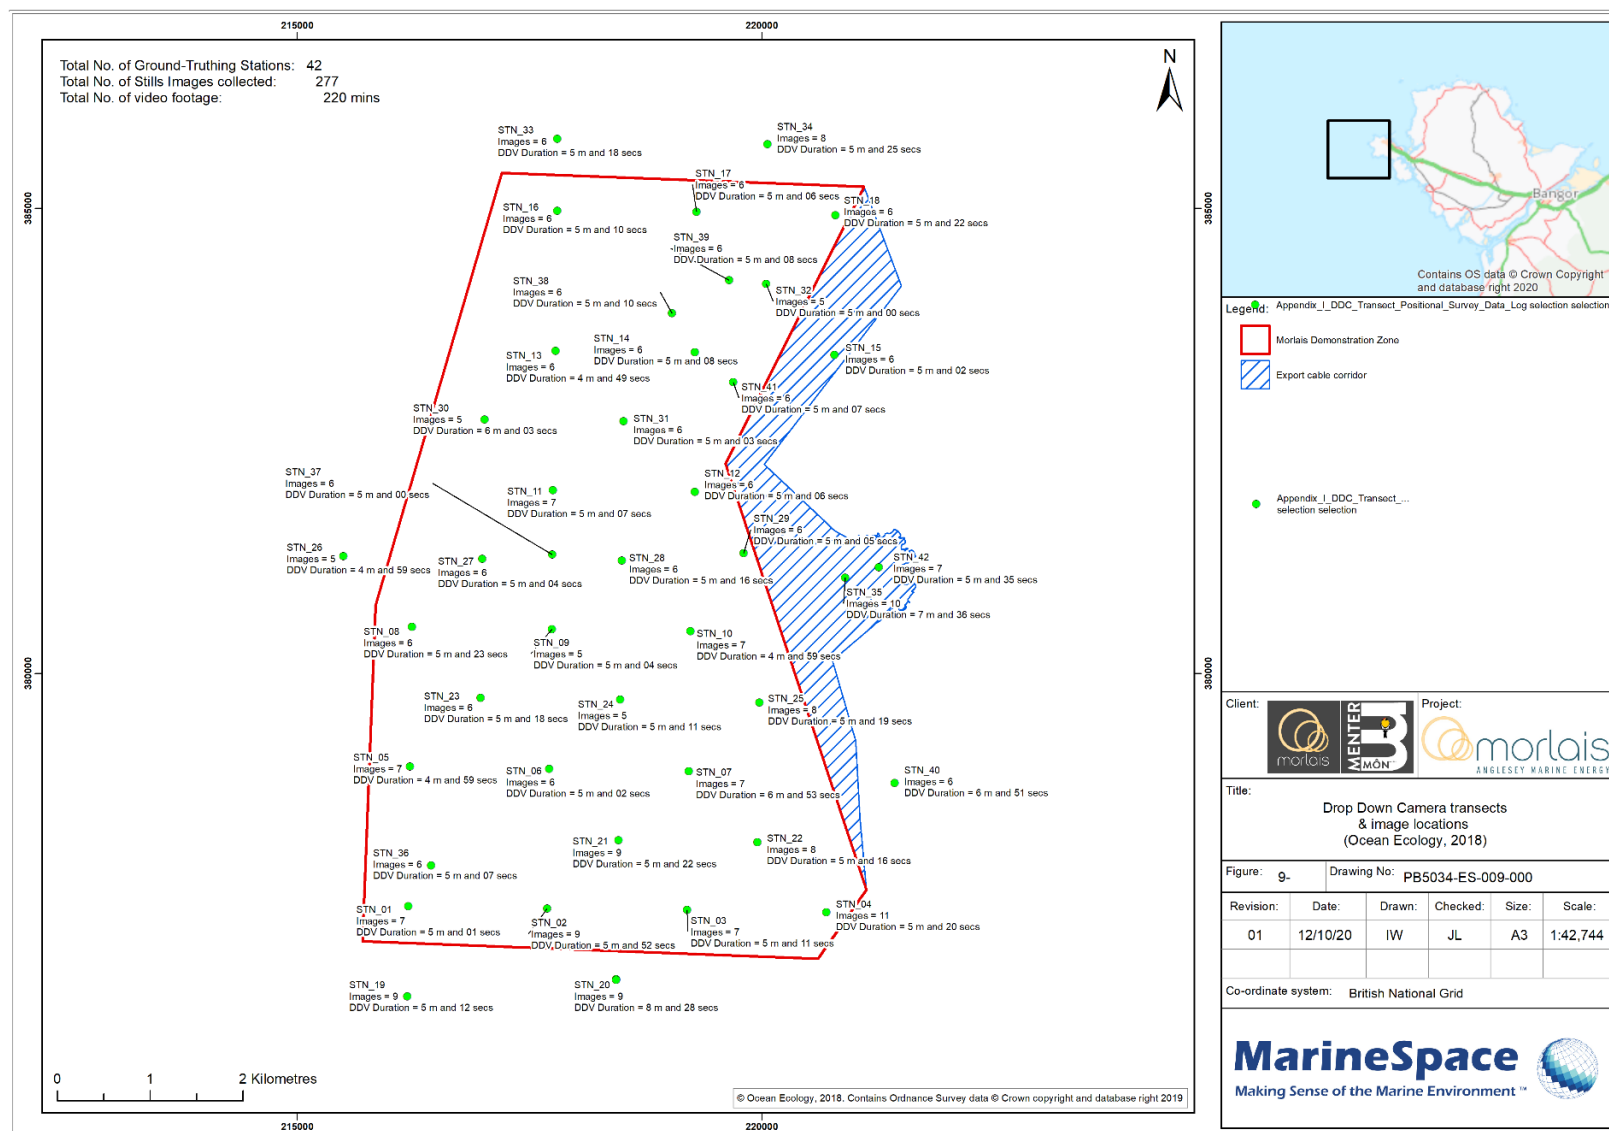 215000
220000
Total No. of Ground-Truthing Stations: 42
Total No. of Stills Images collected: 277
Total No. of video footage: 220 mins
N
STN_33
Images = 6
DDV Duration = 5 m and 18 secs
STN_34
Images = 8
DDV Duration = 5 m and 25 secs
STN_17
Images = 6
DDV Duration = 5 m and 06 secs
STN_16
Images = 6
DDV Duration = 5 m and 10 secs
STN_18
Images = 6
DDV Duration = 5 m and 22 secs
385000
385000
STN_39
Images = 6
DDV Duration = 5 m and 08 secs
STN_38
Images = 6
DDV Duration = 5 m and 10 secs
STN_32
Images = 5
DDV Duration = 5 m and 00 secs
STN_14
Images = 6
DDV Duration = 5 m and 08 secs
STN_13
Images = 6
DDV Duration = 4 m and 49 secs
STN_15
Images = 6
DDV Duration = 5 m and 02 secs
STN_41
Images = 6
DDV Duration = 5 m and 07 secs
STN_30
Images = 5
DDV Duration = 6 m and 03 secs
STN_31
Images = 6
DDV Duration = 5 m and 03 secs
STN_37
Images = 6
DDV Duration = 5 m and 00 secs
STN_11
Images = 7
DDV Duration = 5 m and 07 secs
STN_12
Images = 6
DDV Duration = 5 m and 06 secs
STN_29
Images = 6
DDV Duration = 5 m and 05 secs
STN_26
Images = 5
DDV Duration = 4 m and 59 secs
STN_27
Images = 6
DDV Duration = 5 m and 04 secs
STN_28
Images = 6
DDV Duration = 5 m and 16 secs
STN_42
Images = 7
DDV Duration = 5 m and 35 secs
STN_35
Images = 10
DDV Duration = 7 m and 36 secs
STN_08
Images = 6
DDV Duration = 5 m and 23 secs
STN_09
Images = 5
DDV Duration = 5 m and 04 secs
STN_10
Images = 7
DDV Duration = 4 m and 59 secs
380000
380000
STN_23
Images = 6
DDV Duration = 5 m and 18 secs
STN_24
Images = 5
DDV Duration = 5 m and 11 secs
STN_25
Images = 8
DDV Duration = 5 m and 19 secs
STN_05
Images = 7
DDV Duration = 4 m and 59 secs
STN_06
Images = 6
DDV Duration = 5 m and 02 secs
STN_07
Images = 7
DDV Duration = 6 m and 53 secs
STN_40
Images = 6
DDV Duration = 6 m and 51 secs
STN_21
Images = 9
DDV Duration = 5 m and 22 secs
STN_22
Images = 8
DDV Duration = 5 m and 16 secs
STN_36
Images = 6
DDV Duration = 5 m and 07 secs
STN_01
Images = 7
DDV Duration = 5 m and 01 secs
STN_02
Images = 9
DDV Duration = 5 m and 52 secs
STN_03
Images = 7
DDV Duration = 5 m and 11 secs
STN_04
Images = 11
DDV Duration = 5 m and 20 secs
STN_19
Images = 9
DDV Duration = 5 m and 12 secs
STN_20
Images = 9
DDV Duration = 8 m and 28 secs
0 1 2 Kilometres
© Ocean Ecology, 2018. Contains Ordnance Survey data © Crown copyright and database right 2019
215000
220000
Bangor
Contains OS data © Crown Copyright
and database right 2020
Legend:
Appendix_I_DDC_Transect_Positional_Survey_Data_Log selection selection
Morlais Demonstration Zone
Export cable corridor
Appendix_I_DDC_Transect_...
selection selection
Client:
morlais
MENTER
MÔN
Project:
morlais
ANGLESEY MARINE ENERGY
Title:
Drop Down Camera transects
& image locations
(Ocean Ecology, 2018)
Figure: 9-
Drawing No: PB5034-ES-009-000
Revision: Date: Drawn: Checked: Size: Scale:
01 12/10/20 IW JL A3 1:42,744
Co-ordinate system: British National Grid
MarineSpace
Making Sense of the Marine Environment ™